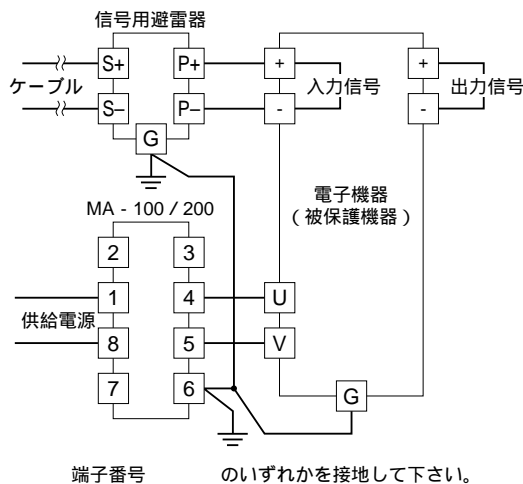 信号用避雷器
S+ P+ + +
ケーブル 入力信号 出力信号
S– P– - -
G
電子機器
(被保護機器)
MA - 100 / 200
2 3
1 4 U
供給電源
8 5 V
7 6 G
端子番号 のいずれかを接地して下さい。